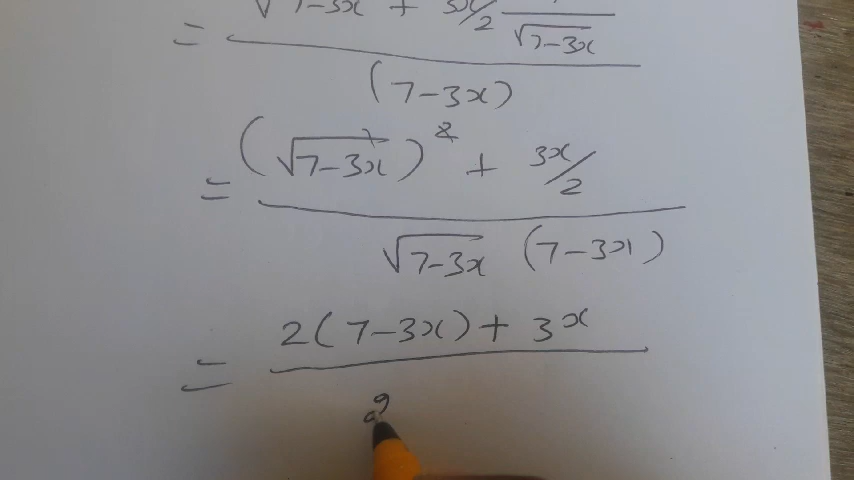 = √7-3x + 3x/2 √7-3x
(7-3x)
= (√7-3x)² + 3x/2
√7-3x (7-3x)
= 2(7-3x) + 3x
2